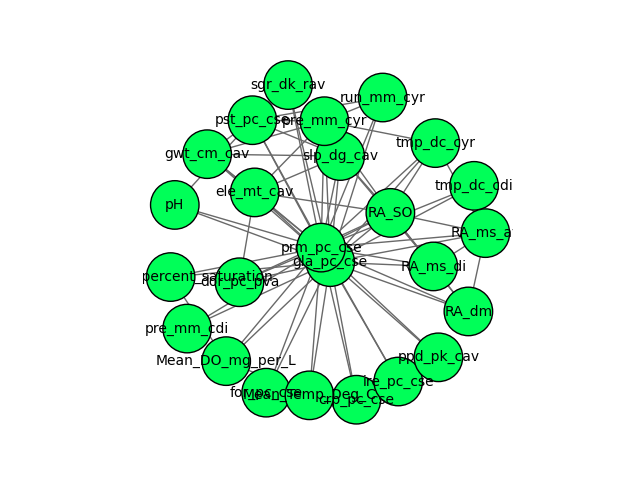 sgr_dk_rav
run_mm_cyr
pst_pc_cse
pre_mm_cyr
tmp_dc_cyr
gwt_cm_cav
slp_dg_cav
tmp_dc_cdi
ele_mt_cav
pH
RA_SO
RA_ms_a
prm_pc_cse
gla_pc_cse
RA_ms_di
percent_saturation
dor_pc_pva
RA_dm
pre_mm_cdi
Mean_DO_mg_per_L
ppd_pk_cav
ire_pc_cse
for_pc_cse
Mean_Temp_Deg_C
crp_pc_cse